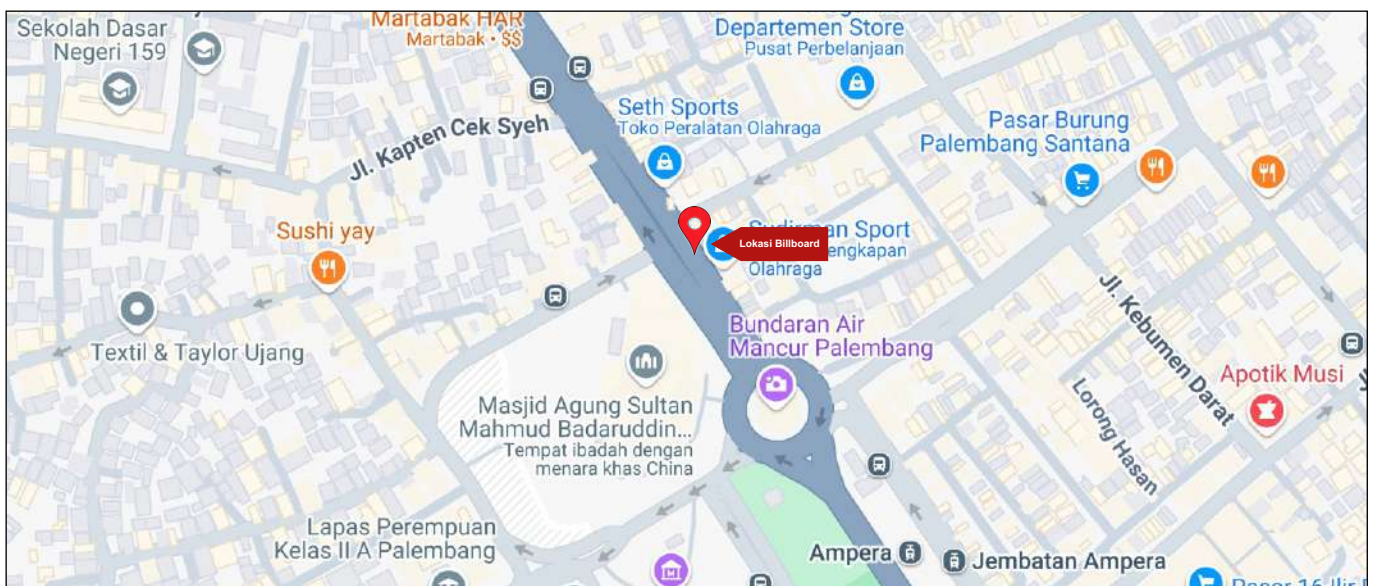 Sekolah Dasar
Negeri 159
Martabak HAR
Martabak • $$
Departemen Store
Pusat Perbelanjaan
Seth Sports
Toko Peralatan Olahraga
Pasar Burung
Palembang Santana
Jl. Kapten Cek Syeh
Sushi yay
Sport
Lokasi Billboard
engkapan
Olahraga
Jl. Kebumen Darat
Textil & Taylor Ujang
Bundaran Air
Mancur Palembang
Apotik Musi
Lorong Hasan
Masjid Agung Sultan
Mahmud Badaruddin...
Tempat ibadah dengan
menara khas China
Lapas Perempuan
Kelas II A Palembang
Ampera
Jembatan Ampera